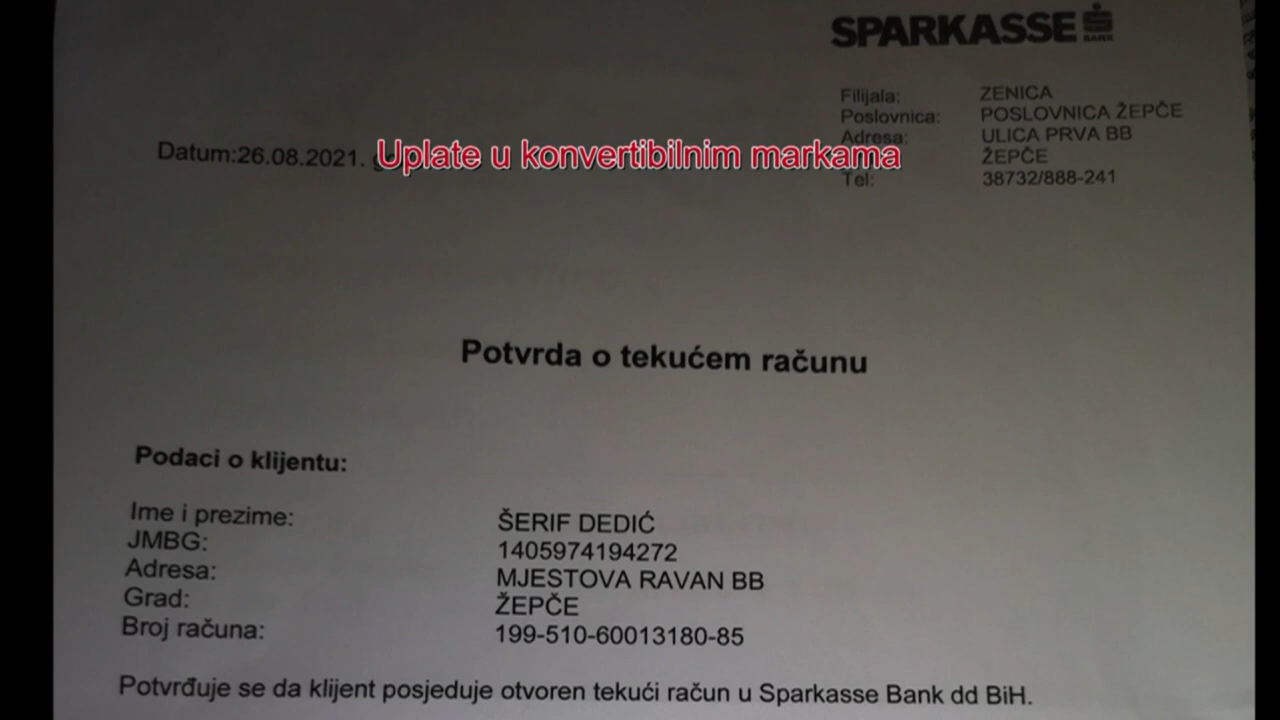 SPARKASSE
BANK
Filijala: ZENICA
Poslovnica: POSLOVNICA ŽEPČE
Adresa: ULICA PRVA BB
ŽEPČE
Tel: 38732/888-241
Datum:26.08.2021.
Uplate u konvertibilnim markama
Potvrda o tekućem računu
Podaci o klijentu:
Ime i prezime: ŠERIF DEDIĆ
JMBG: 1405974194272
Adresa: MJESTOVA RAVAN BB
Grad: ŽEPČE
Broj računa: 199-510-60013180-85
Potvrđuje se da klijent posjeduje otvoren tekući račun u Sparkasse Bank dd BiH.